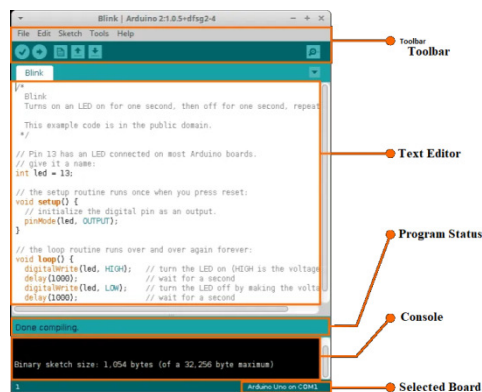 Blink | Arduino 2:1.0.5+dfsg2-4
File Edit Sketch Tools Help
Toolbar
Toolbar
Blink
/*
Blink
Turns on an LED on for one second, then off for one second, repeat
This example code is in the public domain.
*/
// Pin 13 has an LED connected on most Arduino boards.
// give it a name:
int led = 13;
// the setup routine runs once when you press reset:
void setup() {
// initialize the digital pin as an output.
pinMode(led, OUTPUT);
}
// the loop routine runs over and over again forever:
void loop() {
digitalWrite(led, HIGH); // turn the LED on (HIGH is the voltage
delay(1000); // wait for a second
digitalWrite(led, LOW); // turn the LED off by making the volta
delay(1000); // wait for a second
Text Editor
Program Status
Done compiling.
Console
Binary sketch size: 1,054 bytes (of a 32,256 byte maximum)
1
Arduino Uno on COM1
Selected Board